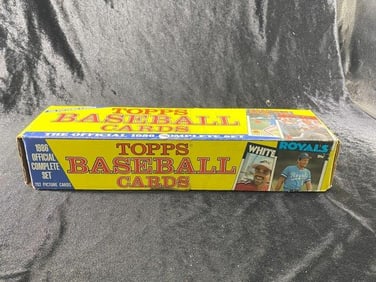 TOPPS
BASEBALL
CARDS
THE OFFICIAL 1986 COMPLETE SET
1986
OFFICIAL
COMPLETE
SET
792 PICTURE CARDS
TOPPS
BASEBALL
CARDS
WHITE
ROYALS